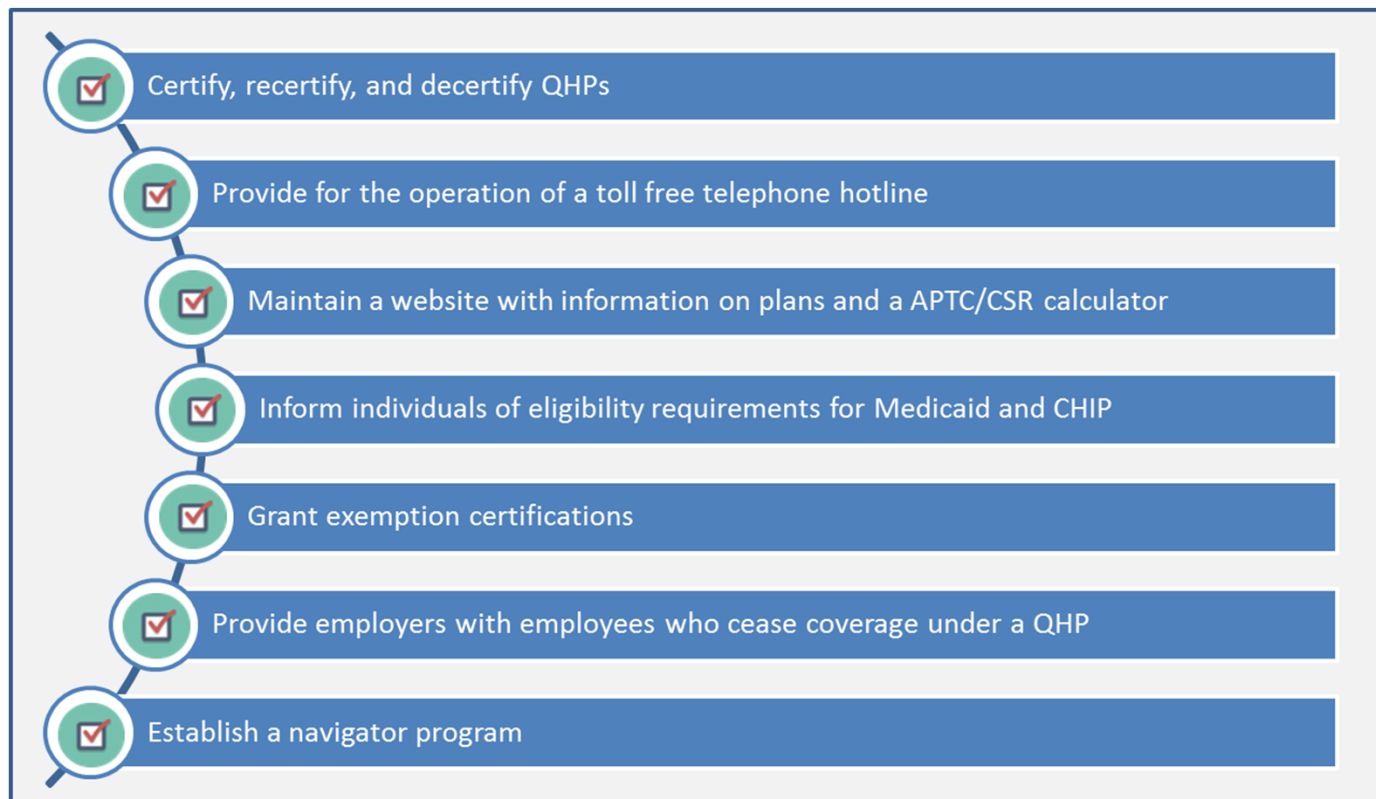 Certify, recertify, and decertify QHPs
Provide for the operation of a toll free telephone hotline
Maintain a website with information on plans and a APTC/CSR calculator
Inform individuals of eligibility requirements for Medicaid and CHIP
Grant exemption certifications
Provide employers with employees who cease coverage under a QHP
Establish a navigator program